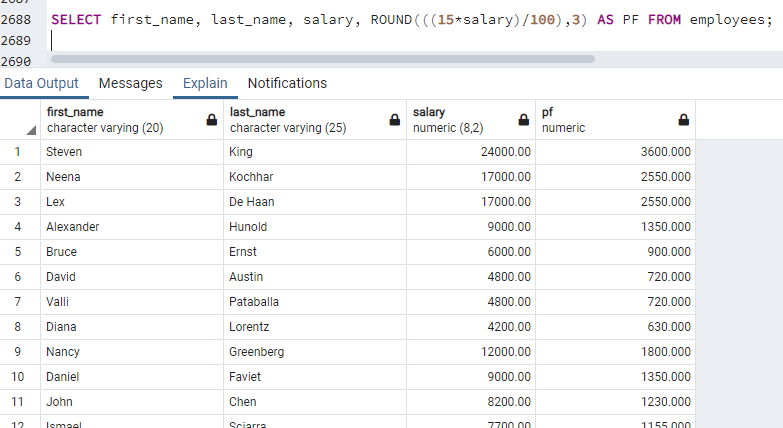 2687
2688 SELECT first_name, last_name, salary, ROUND(((15*salary)/100),3) AS PF FROM employees;
2689
2690
Data Output Messages Explain Notifications
first_name last_name salary pf
character varying (20) character varying (25) numeric (8,2) numeric
1 Steven King 24000.00 3600.000
2 Neena Kochhar 17000.00 2550.000
3 Lex De Haan 17000.00 2550.000
4 Alexander Hunold 9000.00 1350.000
5 Bruce Ernst 6000.00 900.000
6 David Austin 4800.00 720.000
7 Valli Pataballa 4800.00 720.000
8 Diana Lorentz 4200.00 630.000
9 Nancy Greenberg 12000.00 1800.000
10 Daniel Faviet 9000.00 1350.000
11 John Chen 8200.00 1230.000
12 Ismael Sciarra 7700.00 1155.000